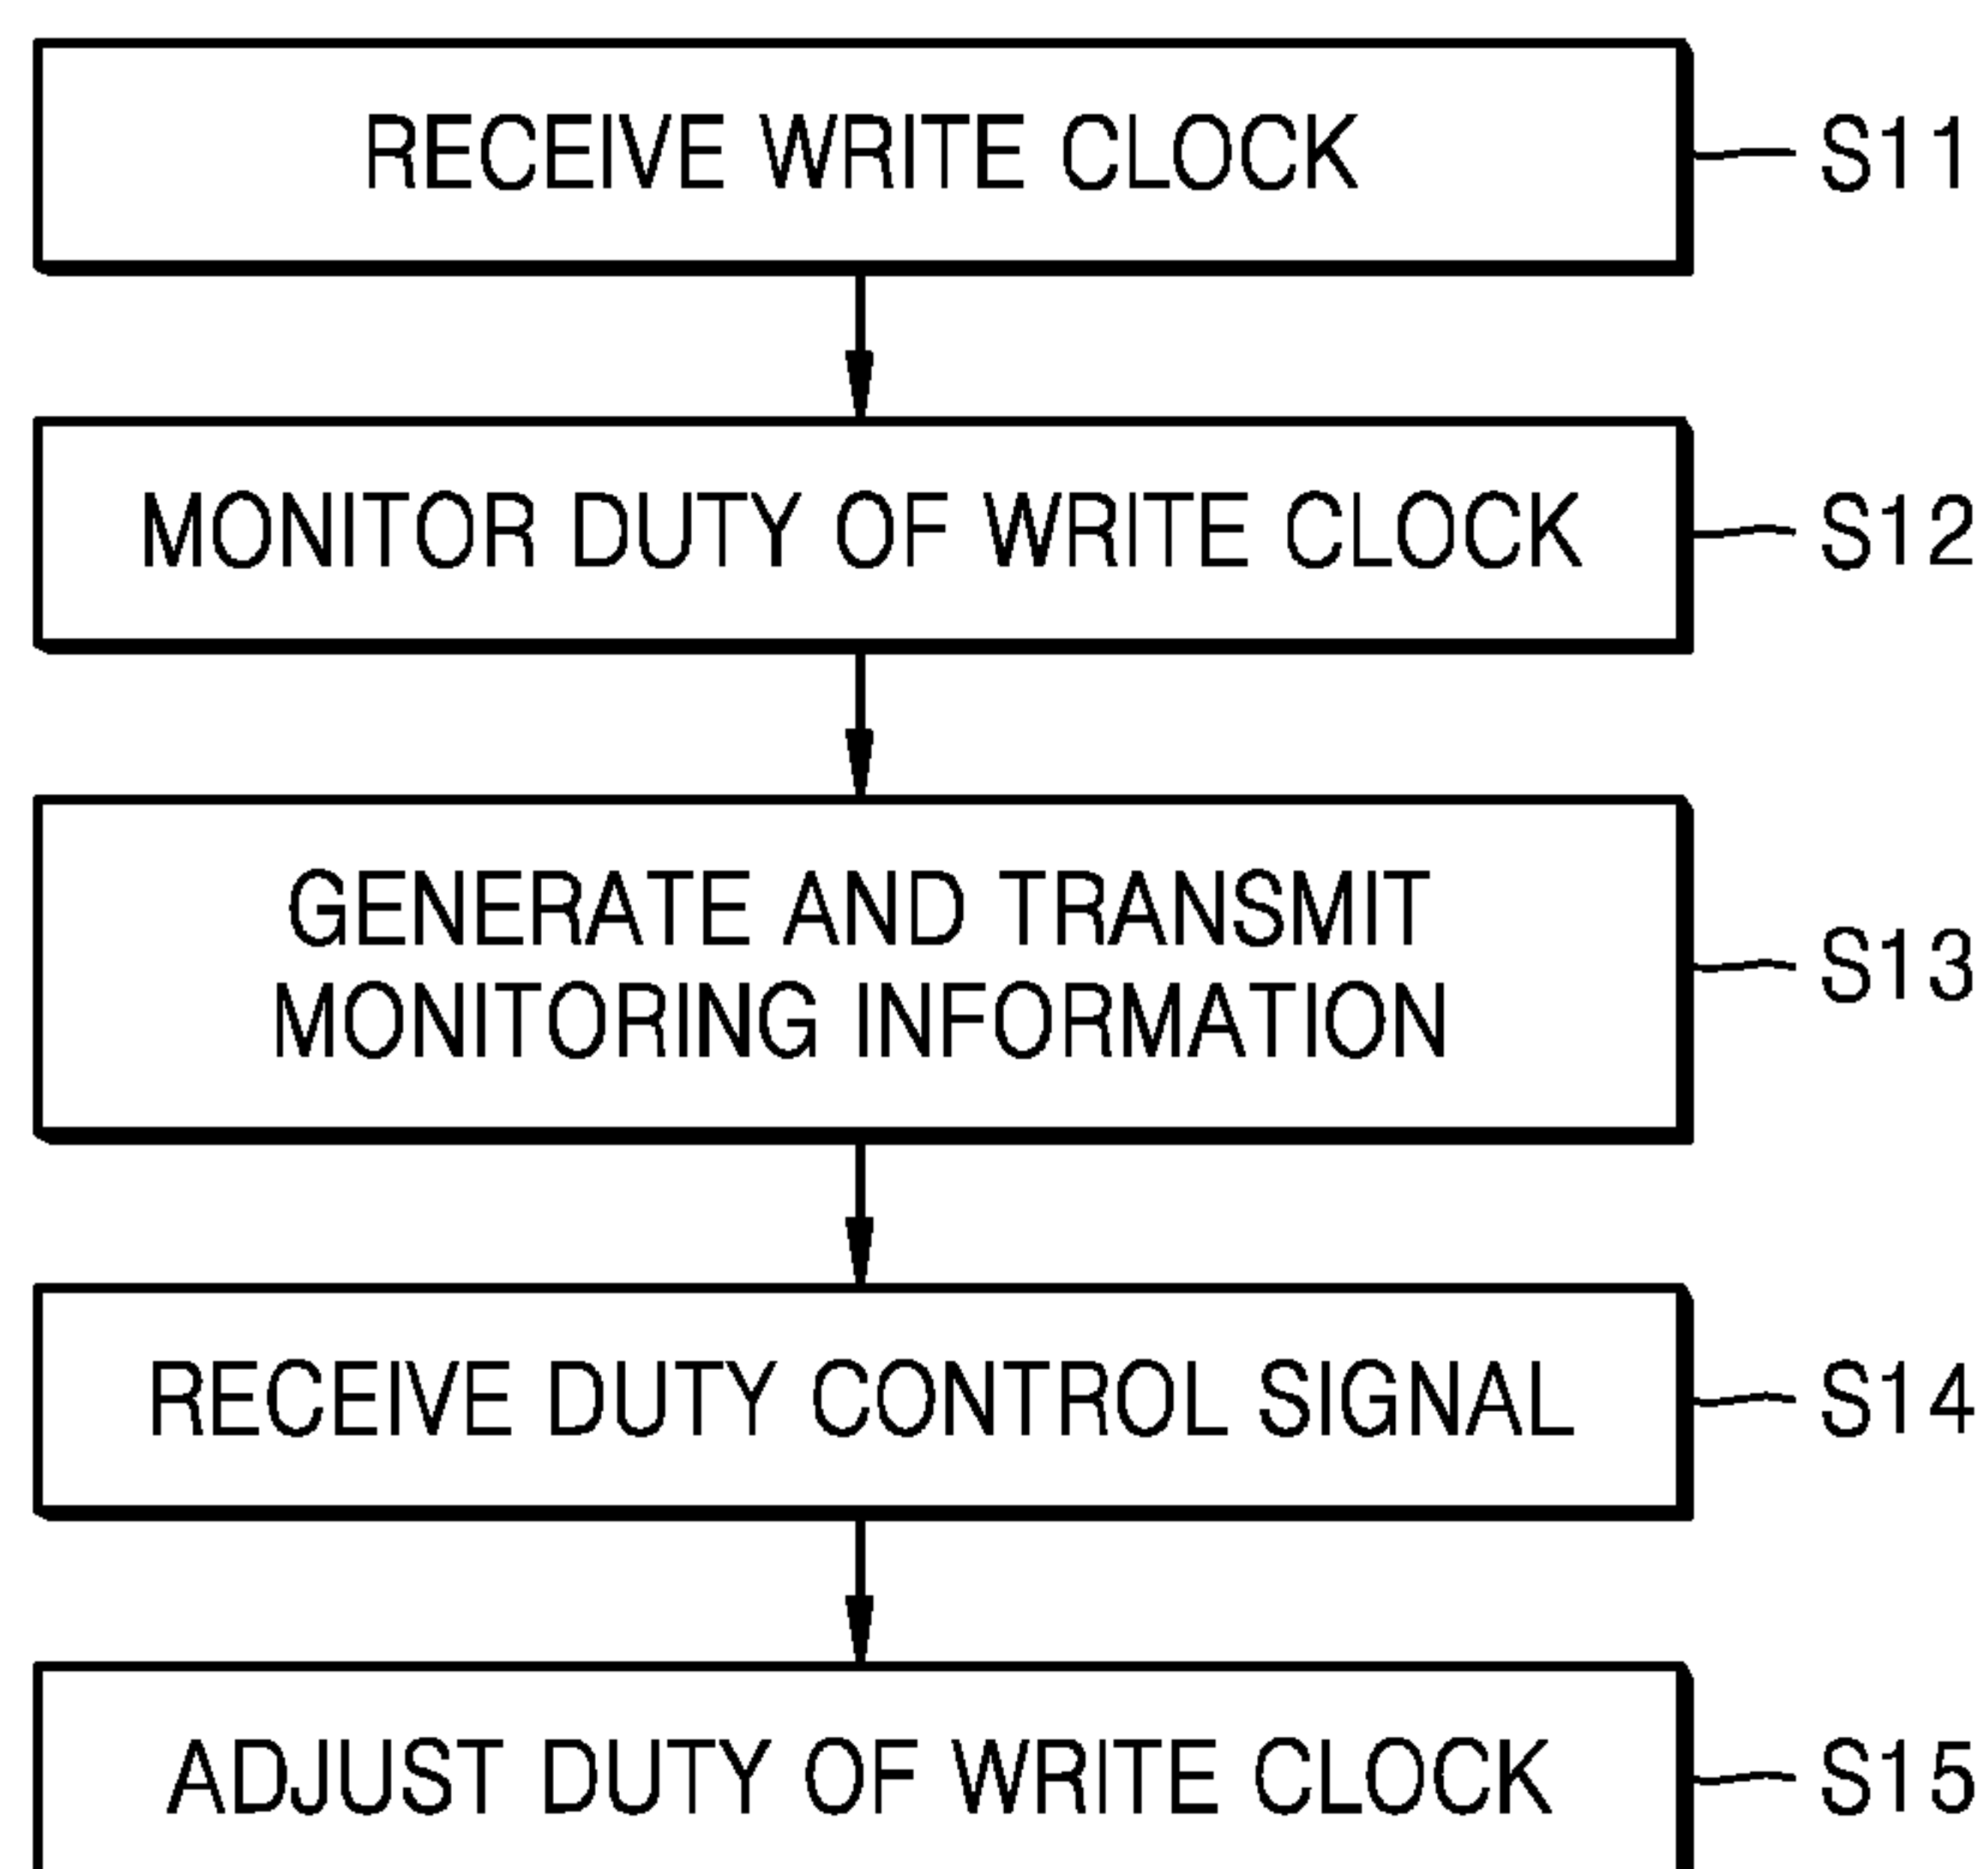 RECEIVE WRITE CLOCK
S11
MONITOR DUTY OF WRITE CLOCK
S12
GENERATE AND TRANSMIT
MONITORING INFORMATION
S13
RECEIVE DUTY CONTROL SIGNAL
S14
ADJUST DUTY OF WRITE CLOCK
S15